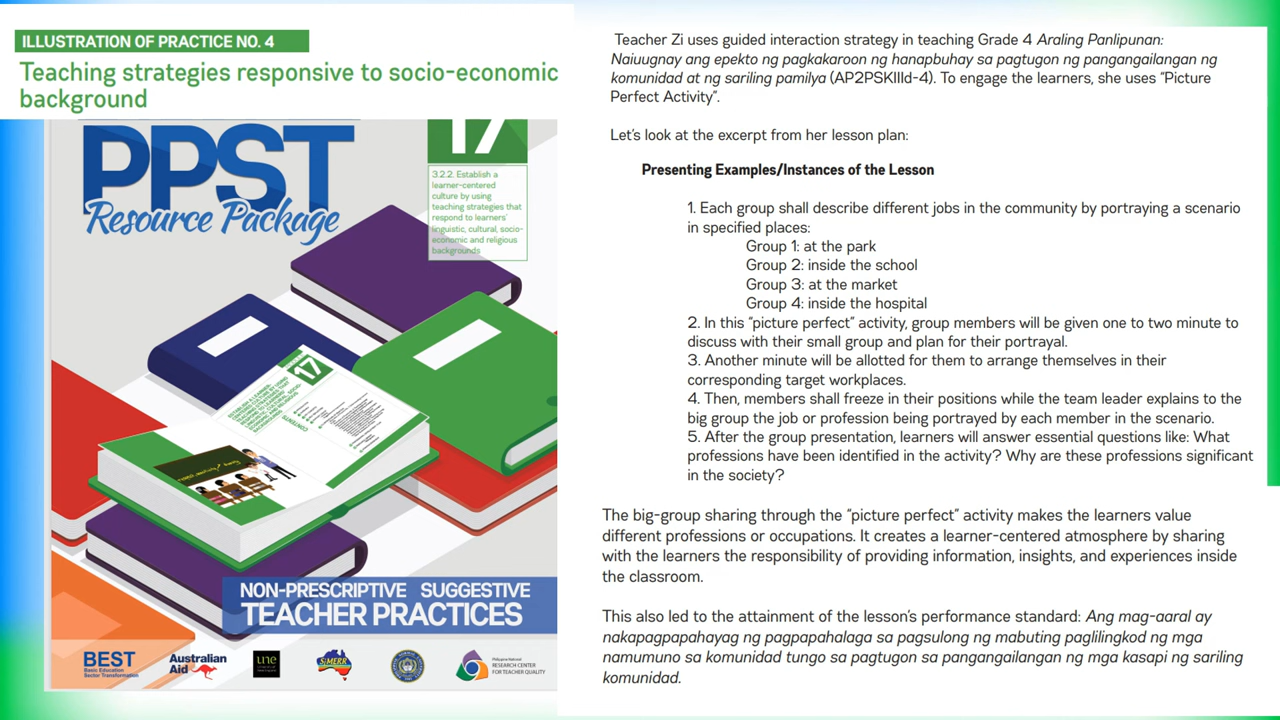 ILLUSTRATION OF PRACTICE NO. 4
Teaching strategies responsive to socio-economic
background
PPST
Resource Package
17
3.2.2. Establish a
learner-centered
culture by using
teaching strategies that
respond to learners'
linguistic, cultural, socio-
economic and religious
backgrounds
17
NON-PRESCRIPTIVE SUGGESTIVE
TEACHER PRACTICES
BEST
Basic Education
Sector Transformation
Australian
Aid
une
SiMERR
Philippine National
RESEARCH CENTER
FOR TEACHER QUALITY
Teacher Zi uses guided interaction strategy in teaching Grade 4 Araling Panlipunan:
Naiuugnay ang epekto ng pagkakaroon ng hanapbuhay sa pagtugon ng pangangailangan ng
komunidad at ng sariling pamilya (AP2PSKIIId-4). To engage the learners, she uses "Picture
Perfect Activity".
Let's look at the excerpt from her lesson plan:
Presenting Examples/Instances of the Lesson
1. Each group shall describe different jobs in the community by portraying a scenario
in specified places:
Group 1: at the park
Group 2: inside the school
Group 3: at the market
Group 4: inside the hospital
2. In this "picture perfect" activity, group members will be given one to two minute to
discuss with their small group and plan for their portrayal.
3. Another minute will be allotted for them to arrange themselves in their
corresponding target workplaces.
4. Then, members shall freeze in their positions while the team leader explains to the
big group the job or profession being portrayed by each member in the scenario.
5. After the group presentation, learners will answer essential questions like: What
professions have been identified in the activity? Why are these professions significant
in the society?
The big-group sharing through the "picture perfect" activity makes the learners value
different professions or occupations. It creates a learner-centered atmosphere by sharing
with the learners the responsibility of providing information, insights, and experiences inside
the classroom.
This also led to the attainment of the lesson's performance standard: Ang mag-aaral ay
nakapagpapahayag ng pagpapahalaga sa pagsulong ng mabuting paglilingkod ng mga
namumuno sa komunidad tungo sa pagtugon sa pangangailangan ng mga kasapi ng sariling
komunidad.